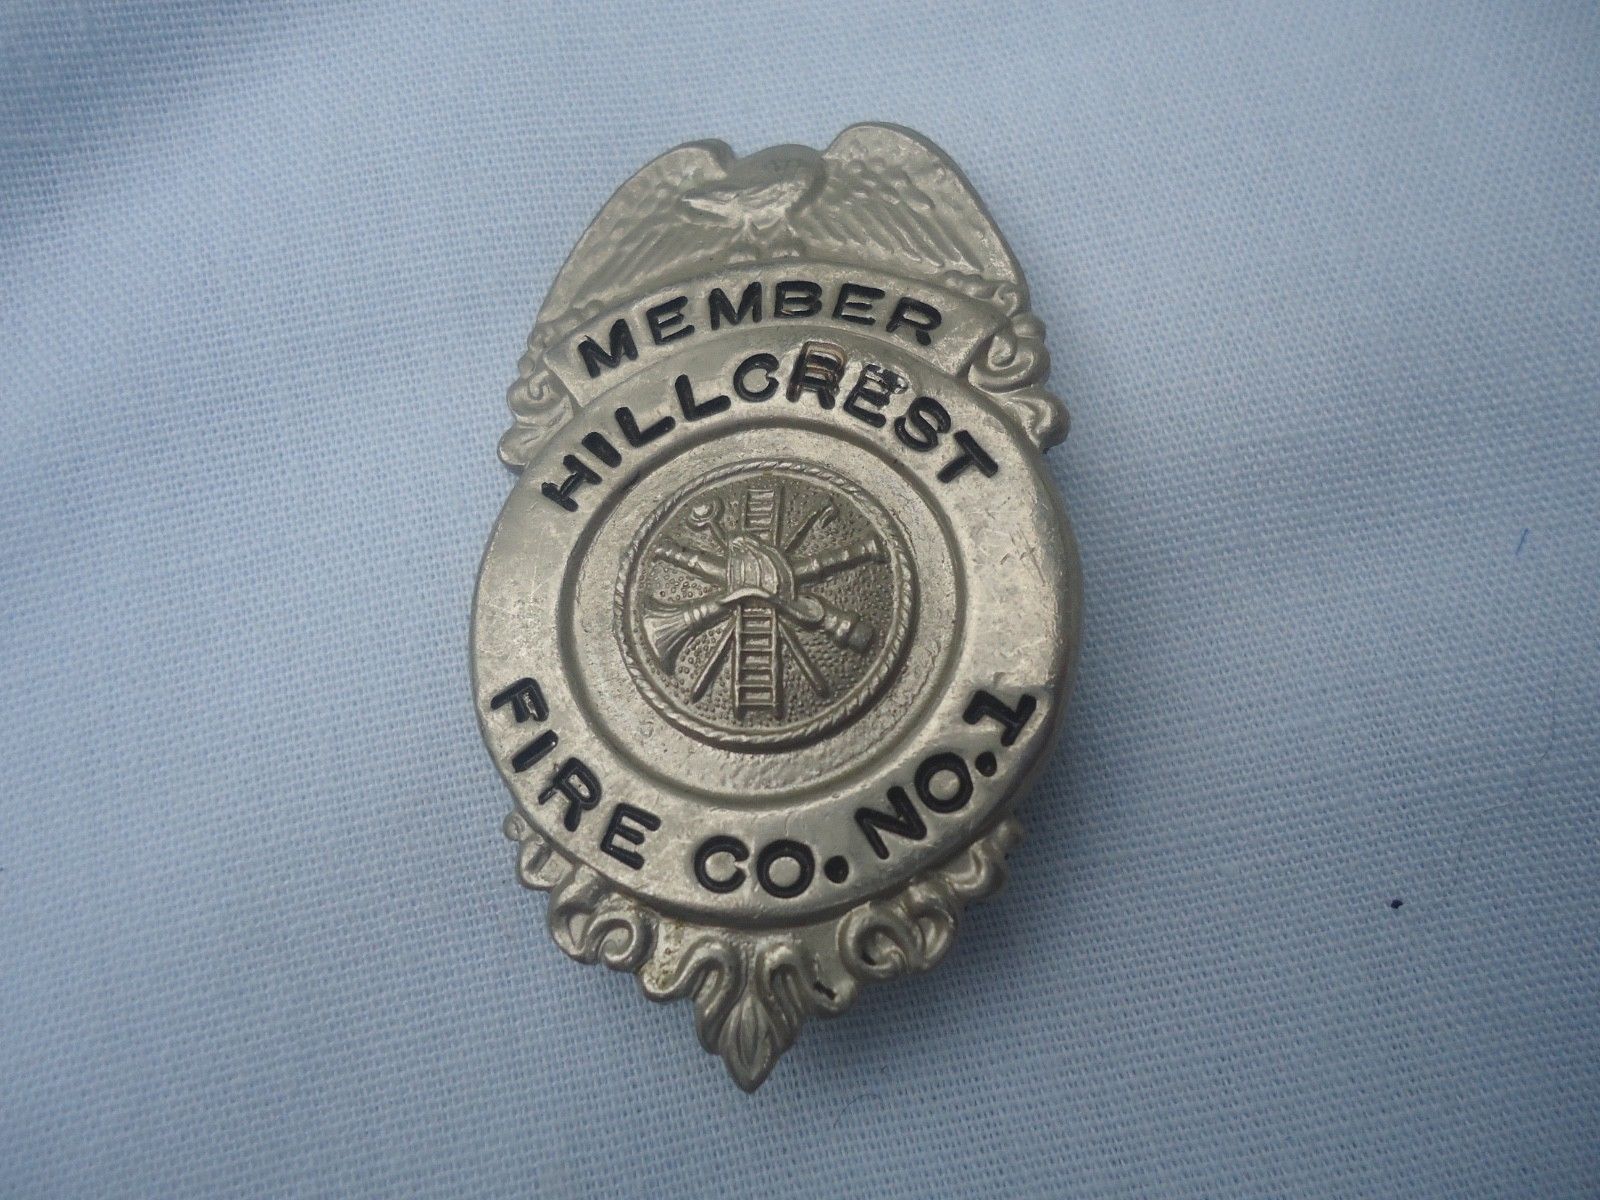 MEMBER
HILLCREST
FIRE CO. NO. 1